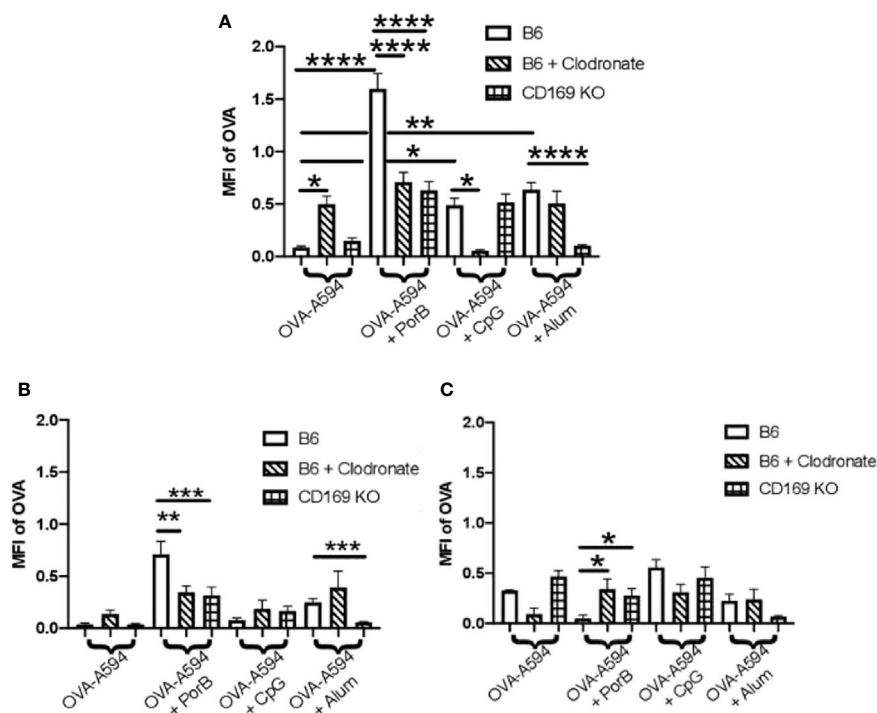 A
****
2.0
B6
****
****
B6 + Clodronate
1.5
CD169 KO
MFI of OVA
**
1.0
*
****
*
*
0.5
0.0
OVA-A594
OVA-A594
+ PorB
OVA-A594
+ CpG
OVA-A594
+ Alum
B
2.0
B6
B6 + Clodronate
1.5
CD169 KO
MFI of OVA
***
1.0
**
***
0.5
0.0
OVA-A594
OVA-A594
+ PorB
OVA-A594
+ CpG
OVA-A594
+ Alum
C
2.0
B6
B6 + Clodronate
1.5
CD169 KO
MFI of OVA
1.0
*
*
0.5
0.0
OVA-A594
OVA-A594
+ PorB
OVA-A594
+ CpG
OVA-A594
+ Alum